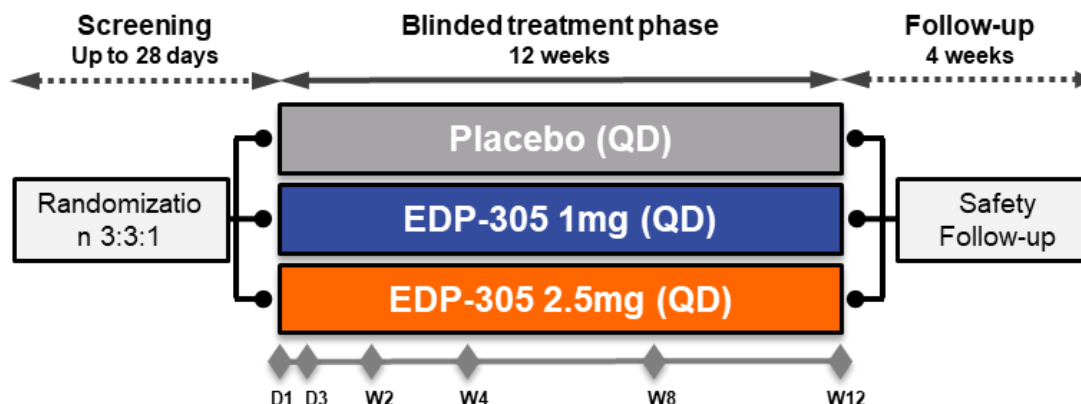 Screening
Up to 28 days
Blinded treatment phase
12 weeks
Follow-up
4 weeks
Placebo (QD)
Randomizatio
n 3:3:1
EDP-305 1mg (QD)
Safety
Follow-up
EDP-305 2.5mg (QD)
D1 D3 W2 W4 W8 W12